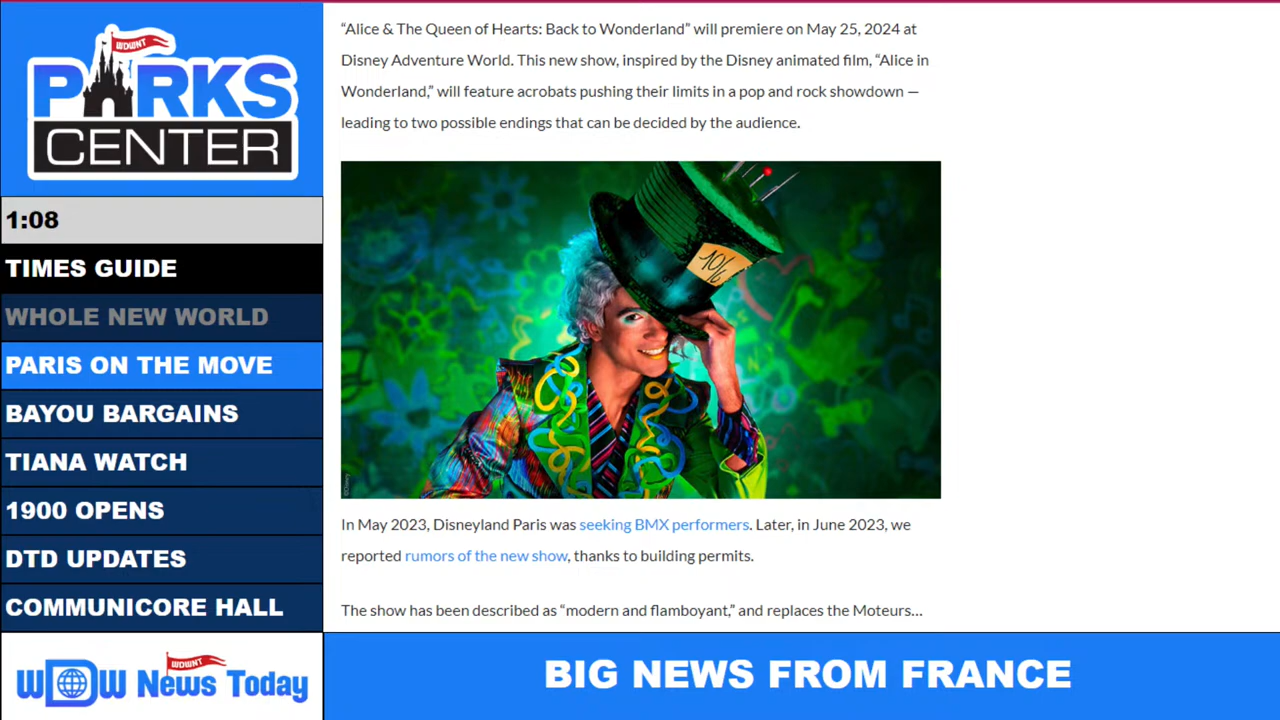 WDWNT
PARKS
CENTER
1:08
TIMES GUIDE
WHOLE NEW WORLD
PARIS ON THE MOVE
BAYOU BARGAINS
TIANA WATCH
1900 OPENS
DTD UPDATES
COMMUNICORE HALL
WDWNT
WDW News Today
“Alice & The Queen of Hearts: Back to Wonderland” will premiere on May 25, 2024 at
Disney Adventure World. This new show, inspired by the Disney animated film, “Alice in
Wonderland,” will feature acrobats pushing their limits in a pop and rock showdown —
leading to two possible endings that can be decided by the audience.
10/6
©Disney
In May 2023, Disneyland Paris was seeking BMX performers. Later, in June 2023, we
reported rumors of the new show, thanks to building permits.
The show has been described as “modern and flamboyant,” and replaces the Moteurs…
BIG NEWS FROM FRANCE